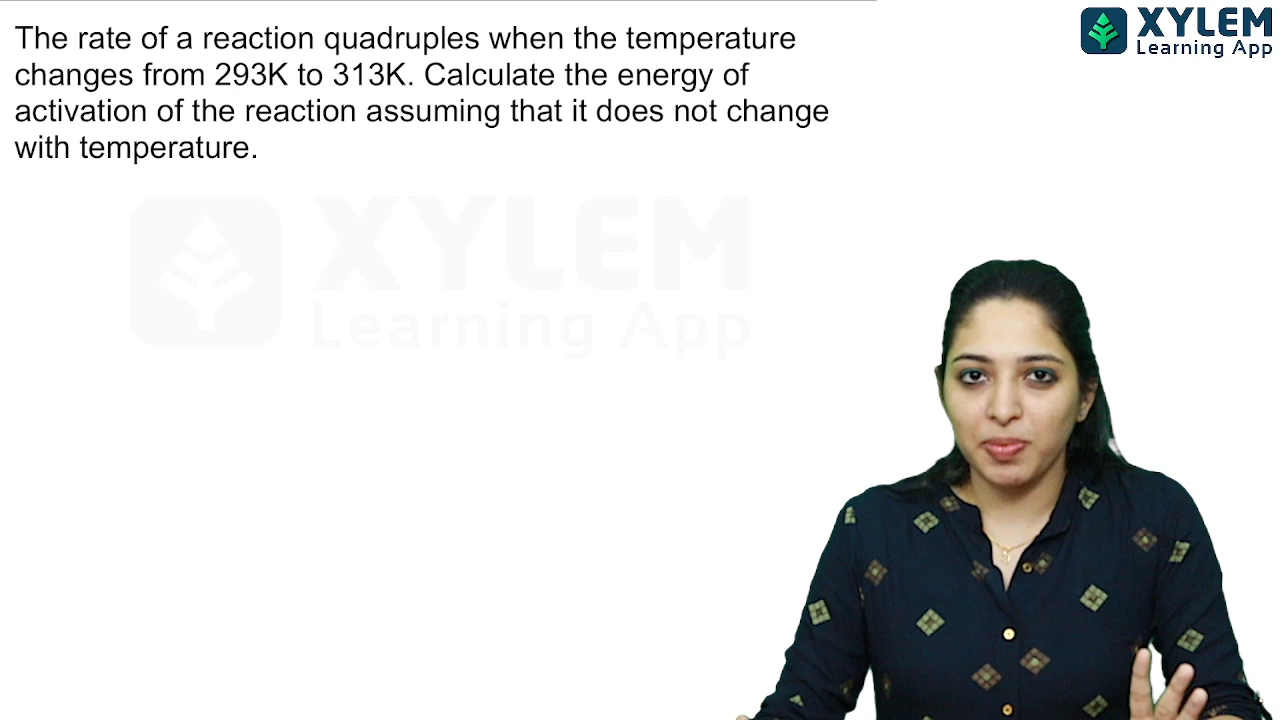 The rate of a reaction quadruples when the temperature
changes from 293K to 313K. Calculate the energy of
activation of the reaction assuming that it does not change
with temperature.
XYLEM
Learning App
XYLEM
Learning App